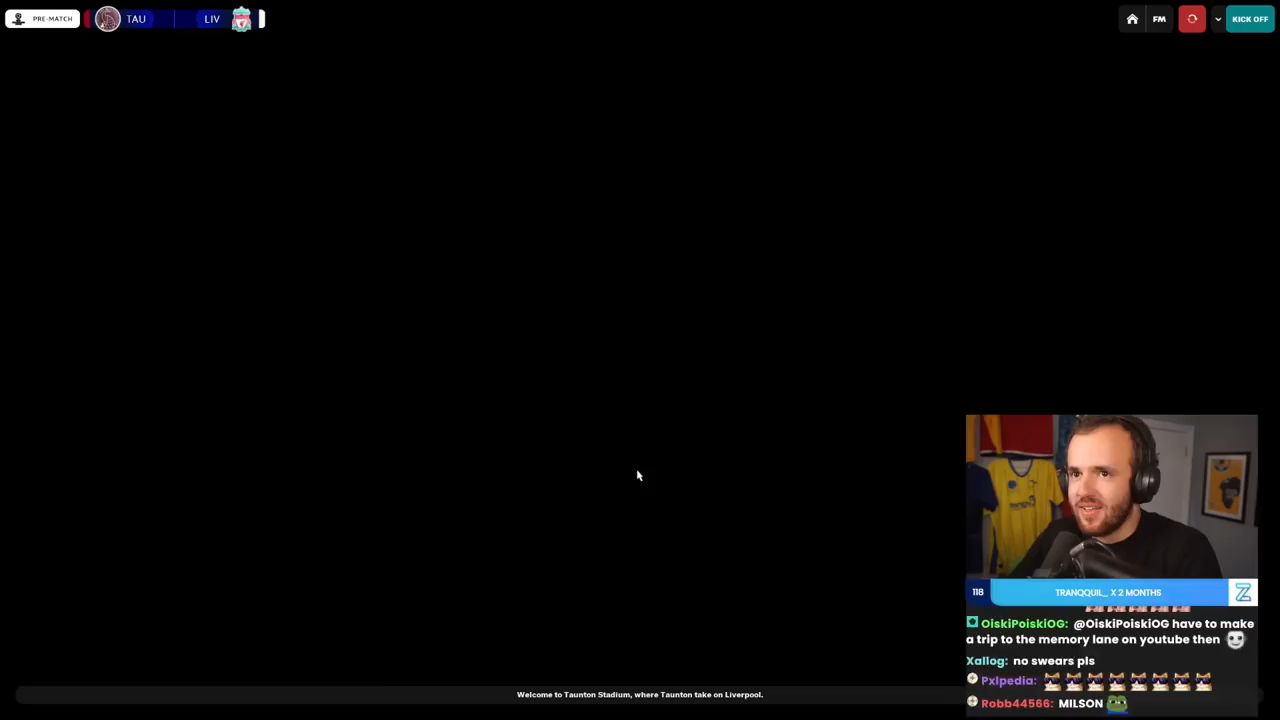 PRE-MATCH TAU LIV FM KICK OFF
118 TRANQQUIL_ X 2 MONTHS
OiskiPoiskiOG: @OiskiPoiskiOG have to make
a trip to the memory lane on youtube then
Xallog: no swears pls
Pxlpedia:
Robb44566: MILSON
Welcome to Taunton Stadium, where Taunton take on Liverpool.